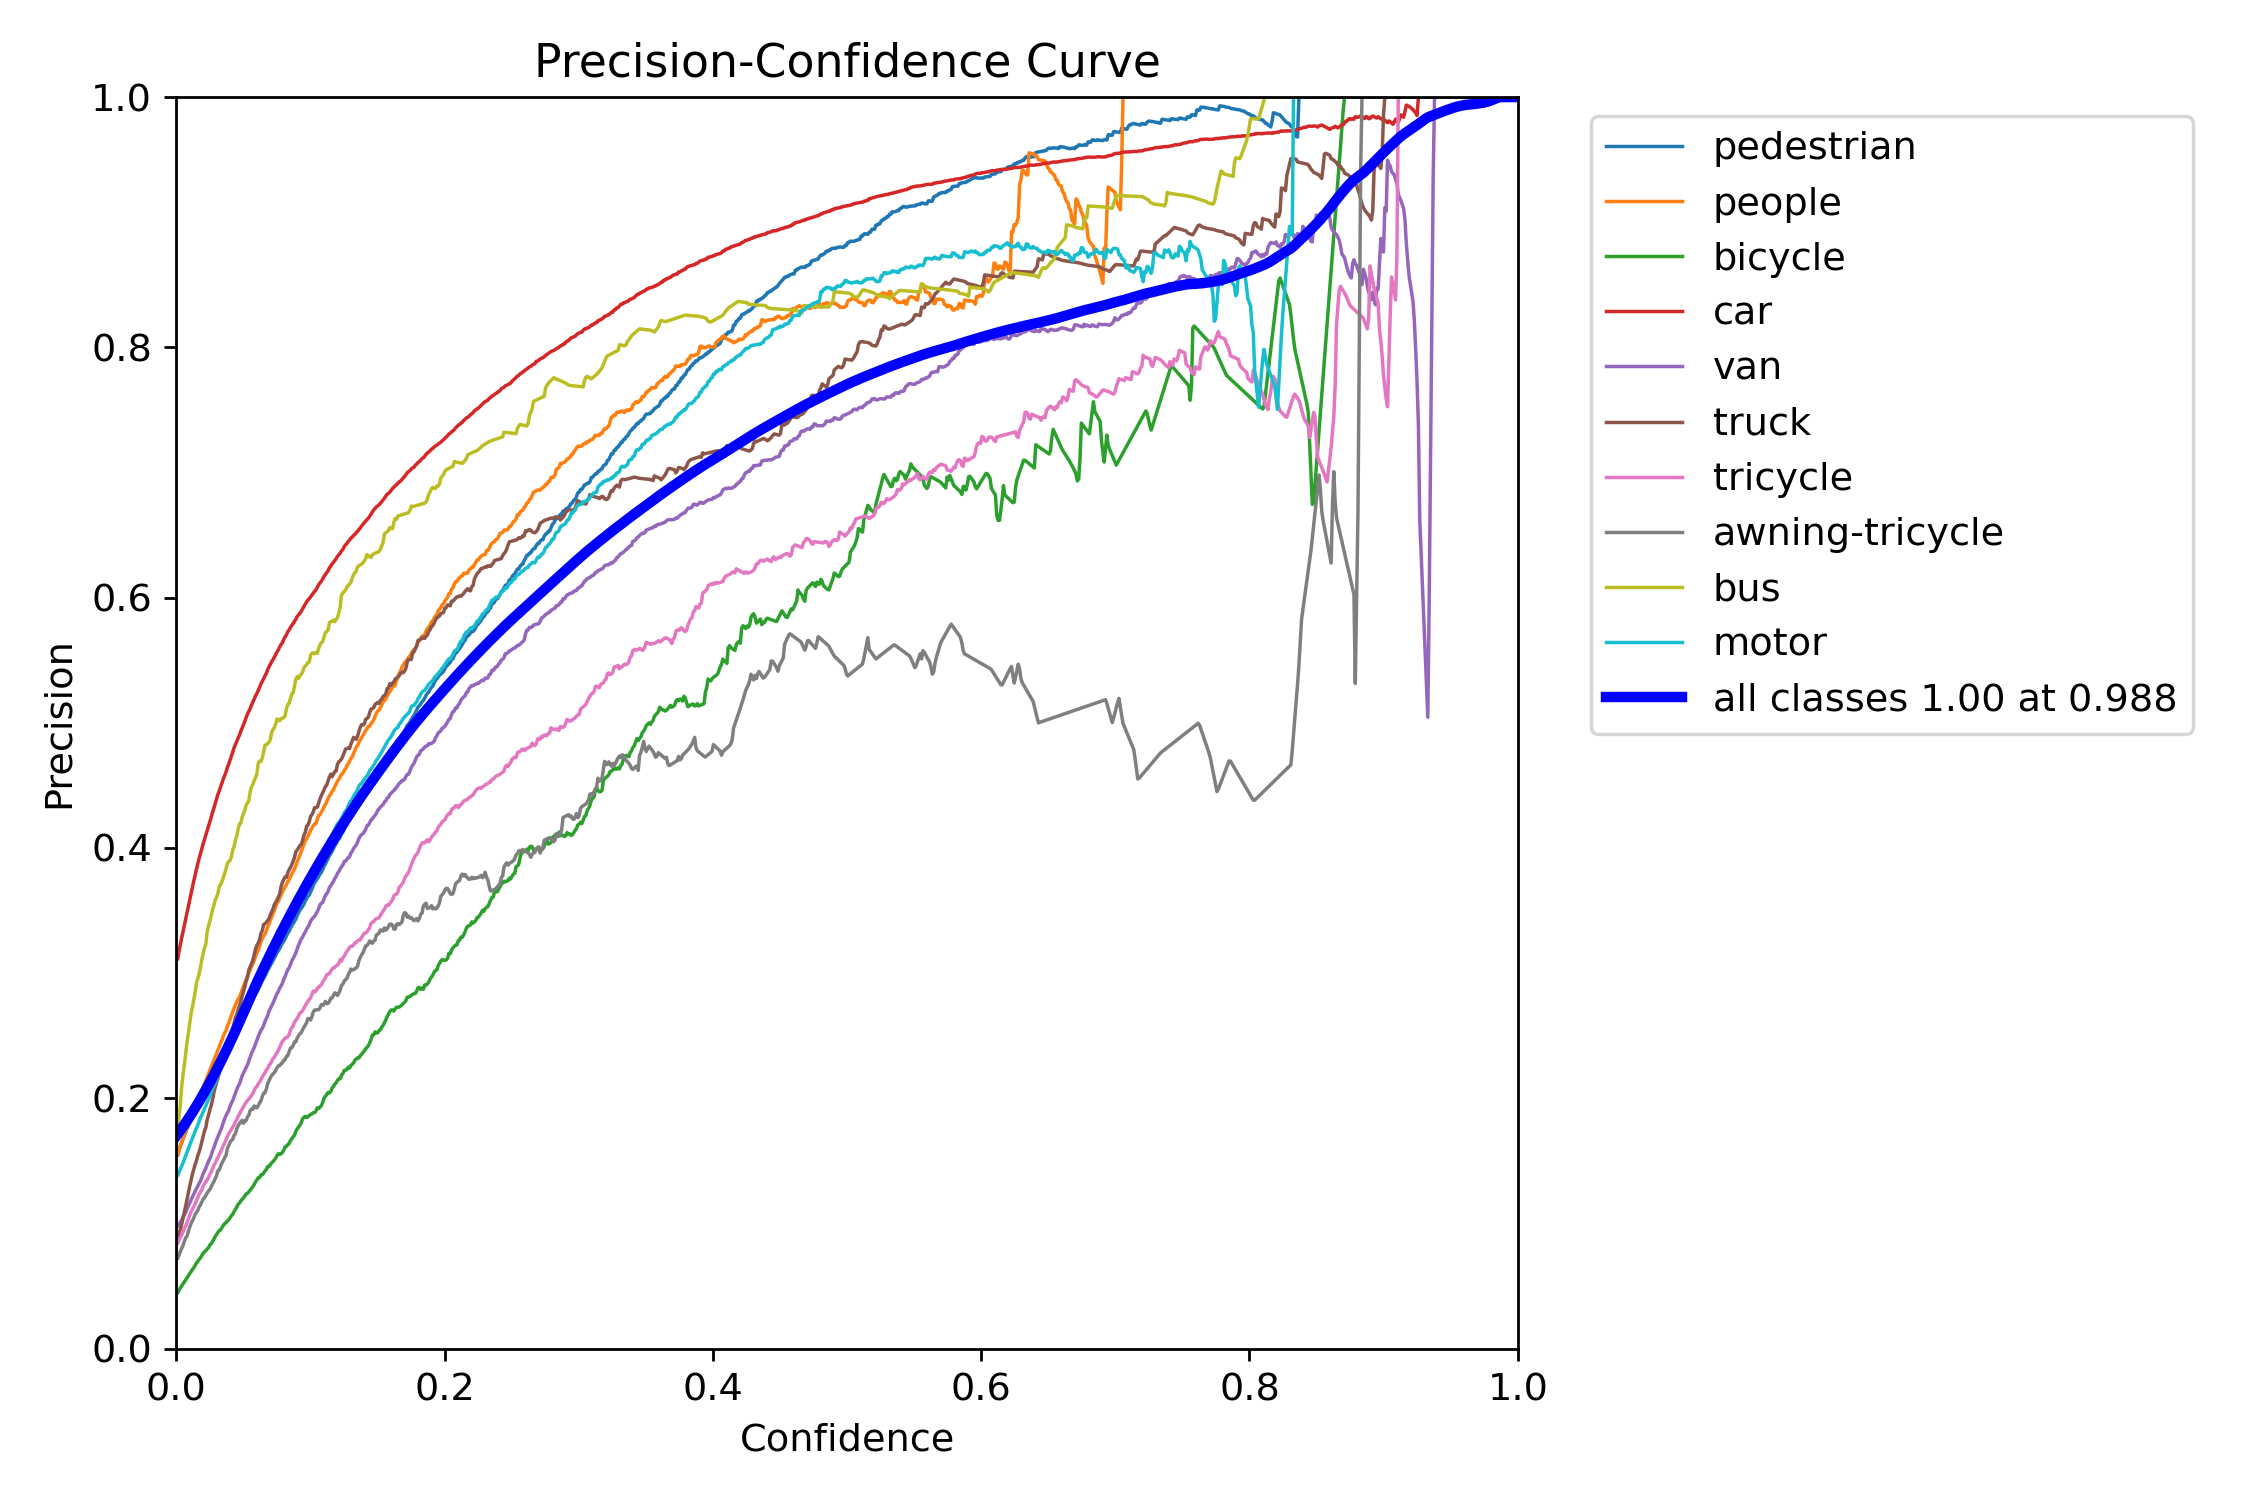 Precision-Confidence Curve
1.0
0.8
0.6
0.4
0.2
0.0
Precision
0.0 0.2 0.4 0.6 0.8 1.0
Confidence
pedestrian
people
bicycle
car
van
truck
tricycle
awning-tricycle
bus
motor
all classes 1.00 at 0.988